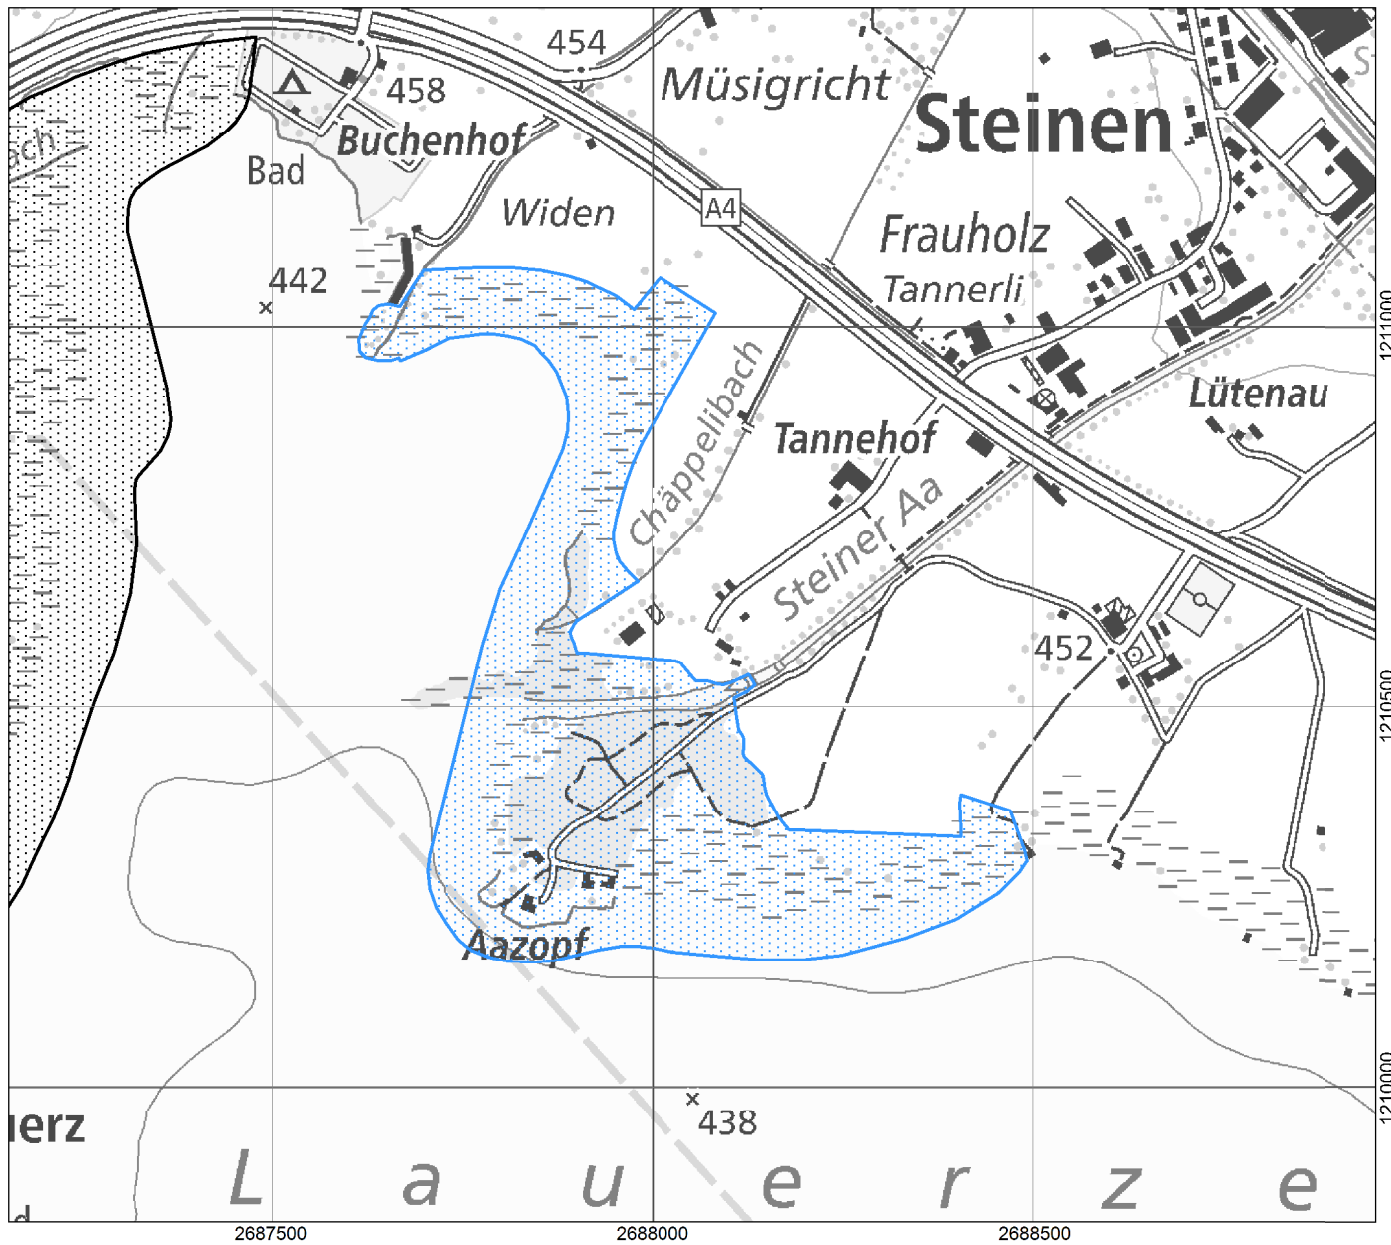 454
Müsigricht
458
Buchenhof
Steinen
Bad
A4
Widen
Frauholz
442
Tannerli
1211000
Lütenau
Chäppelibach
Tannehof
Steiner Aa
452
1210500
Aazopf
1210000
438
Lauerze
2687500
2688000
2688500